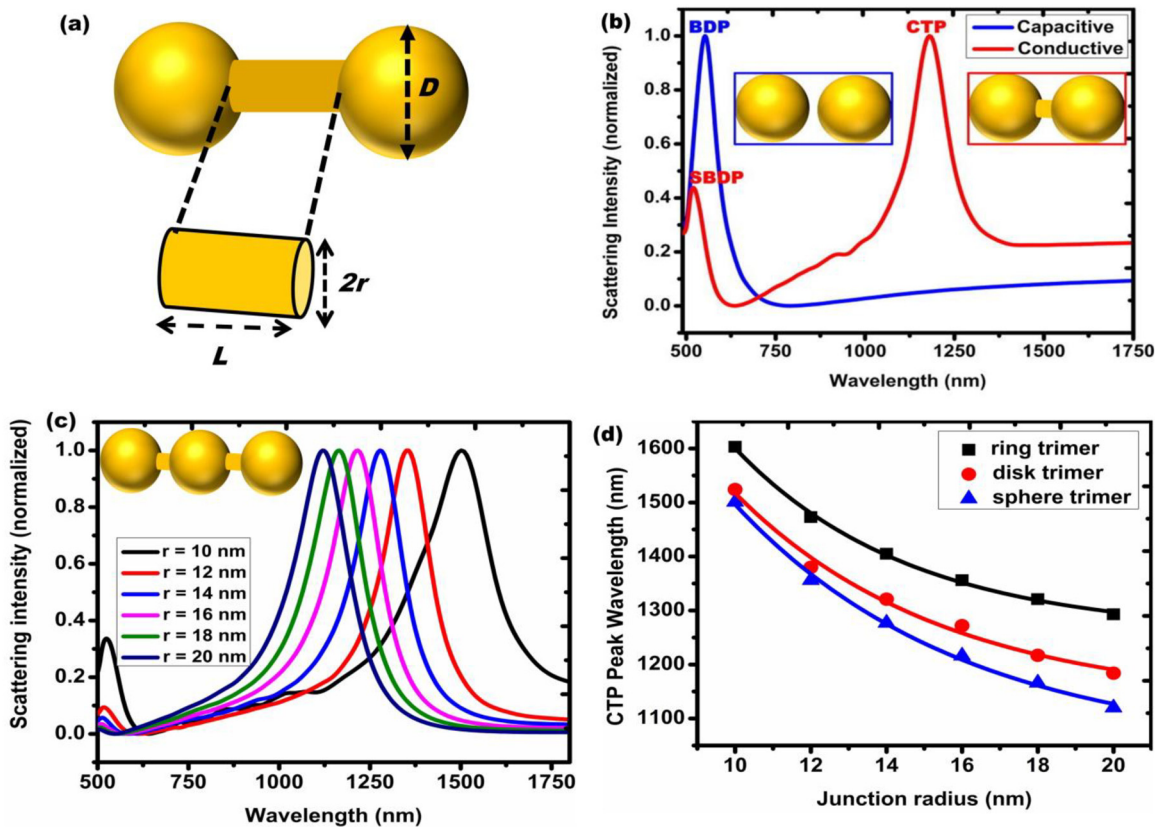 (a)
D
2r
L
(b)
BDP
CTP
SBDP
Capacitive
Conductive
Scattering Intensity (normalized)
1.0
0.8
0.6
0.4
0.2
0.0
500 750 1000 1250 1500 1750
Wavelength (nm)
(c)
Scattering intensity (normalized)
1.0
0.8
0.6
0.4
0.2
0.0
r = 10 nm
r = 12 nm
r = 14 nm
r = 16 nm
r = 18 nm
r = 20 nm
500 750 1000 1250 1500 1750
Wavelength (nm)
(d)
ring trimer
disk trimer
sphere trimer
CTP Peak Wavelength (nm)
1600
1500
1400
1300
1200
1100
10 12 14 16 18 20
Junction radius (nm)